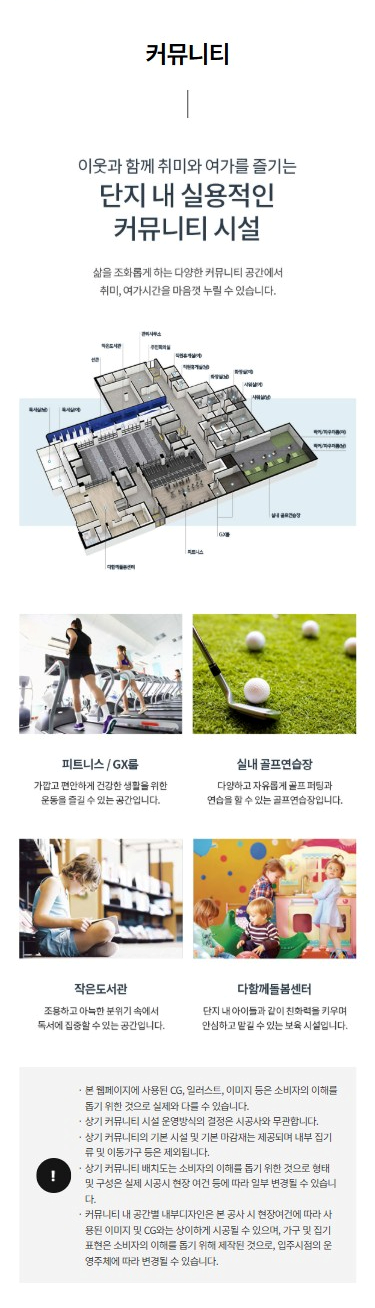 커뮤니티
이웃과 함께 취미와 여가를 즐기는
단지 내 실용적인
커뮤니티 시설
삶을 조화롭게 하는 다양한 커뮤니티 공간에서
취미, 여가시간을 마음껏 누릴 수 있습니다.
관리사무소
작은도서관
주민회의실
선큰
직원휴게실(여)
직원휴게실(남)
화장실(여)
화장실(남)
샤워실(여)
샤워실(남)
독서실(남)
독서실(여)
락커/파우더룸(여)
락커/파우더룸(남)
실내 골프연습장
GX룸
피트니스
다함께돌봄센터
피트니스 / GX룸
가깝고 편안하게 건강한 생활을 위한
운동을 즐길 수 있는 공간입니다.
실내 골프연습장
다양하고 자유롭게 골프 퍼팅과
연습을 할 수 있는 골프연습장입니다.
작은도서관
조용하고 아늑한 분위기 속에서
독서에 집중할 수 있는 공간입니다.
다함께돌봄센터
단지 내 아이들과 같이 친화력을 키우며
안심하고 맡길 수 있는 보육 시설입니다.
· 본 웹페이지에 사용된 CG, 일러스트, 이미지 등은 소비자의 이해를
돕기 위한 것으로 실제와 다를 수 있습니다.
· 상기 커뮤니티 시설 운영방식의 결정은 시공사와 무관합니다.
· 상기 커뮤니티의 기본 시설 및 기본 마감재는 제공되며 내부 집기
류 및 이동가구 등은 제외됩니다.
· 상기 커뮤니티 배치도는 소비자의 이해를 돕기 위한 것으로 형태
및 구성은 실제 시공시 현장 여건 등에 따라 일부 변경될 수 있습니
다.
· 커뮤니티 내 공간별 내부디자인은 본 공사 시 현장여건에 따라 사
용된 이미지 및 CG와는 상이하게 시공될 수 있으며, 가구 및 집기
표현은 소비자의 이해를 돕기 위해 제작된 것으로, 입주시점의 운
영주체에 따라 변경될 수 있습니다.